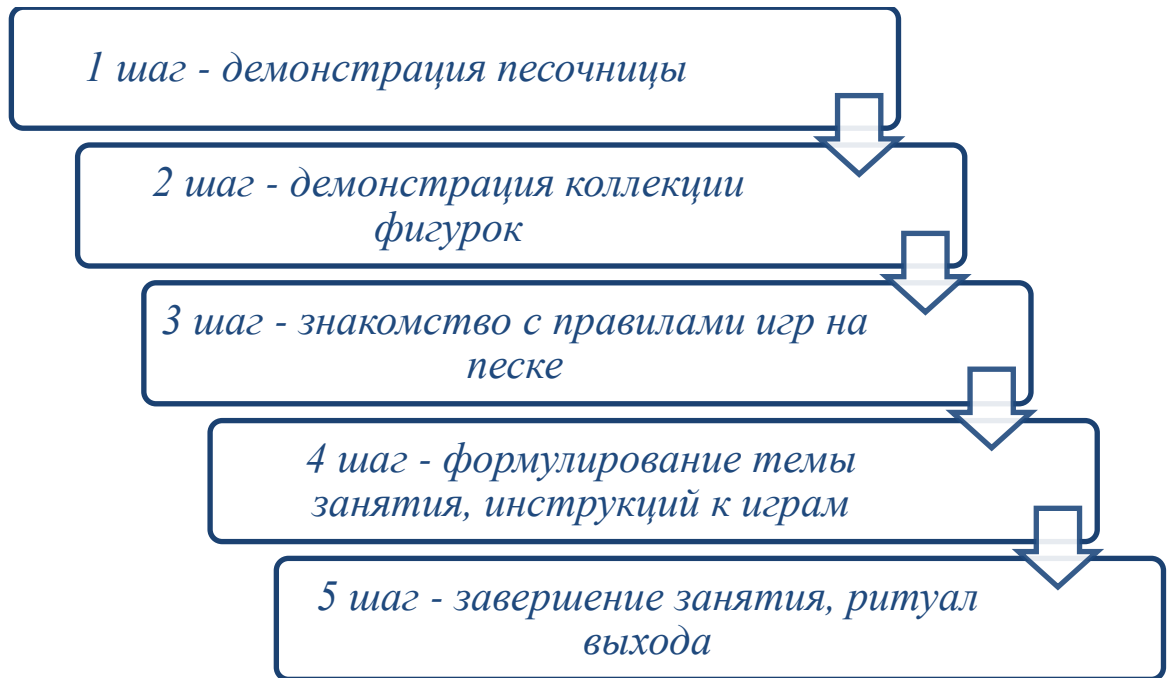 1 шаг - демонстрация песочницы
2 шаг - демонстрация коллекции
фигурок
3 шаг - знакомство с правилами игр на
песке
4 шаг - формулирование темы
занятия, инструкций к играм
5 шаг - завершение занятия, ритуал
выхода